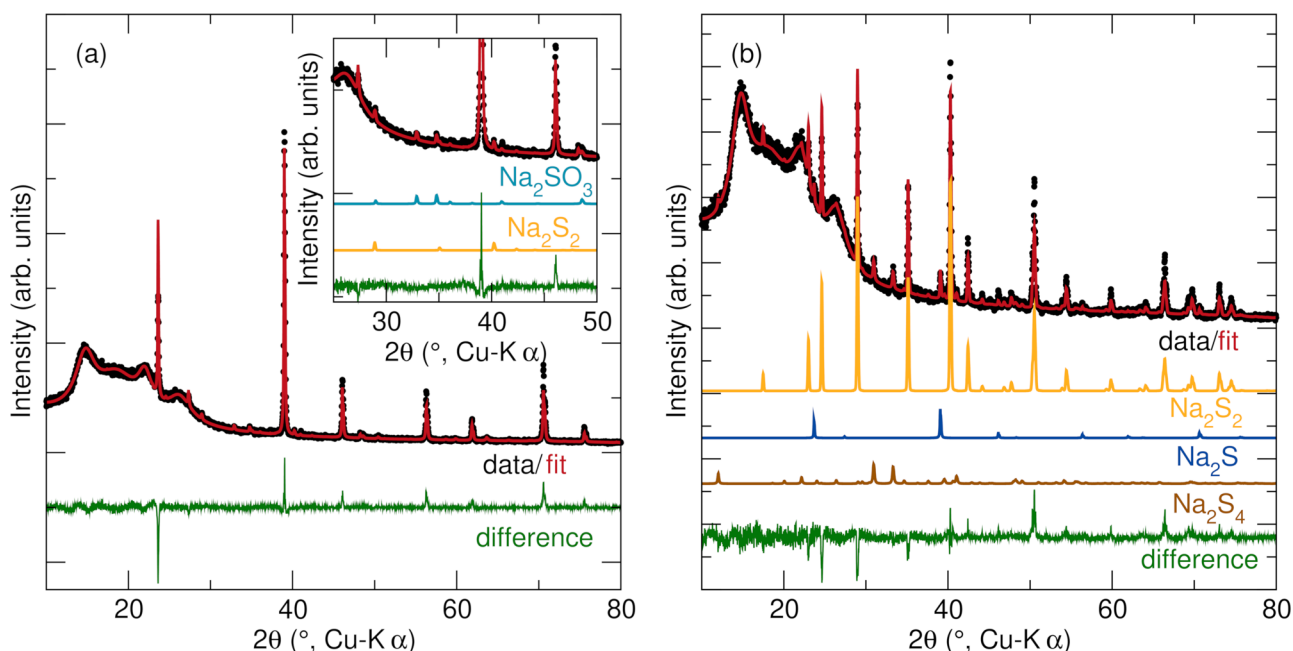 (a)
Intensity (arb. units)
Intensity (arb. units)
Na₂SO₃
Na₂S₂
30 40 50
2θ (°, Cu-K α)
data/fit
difference
20 40 60 80
2θ (°, Cu-K α)
(b)
Intensity (arb. units)
data/fit
Na₂S₂
Na₂S
Na₂S₄
difference
20 40 60 80
2θ (°, Cu-K α)